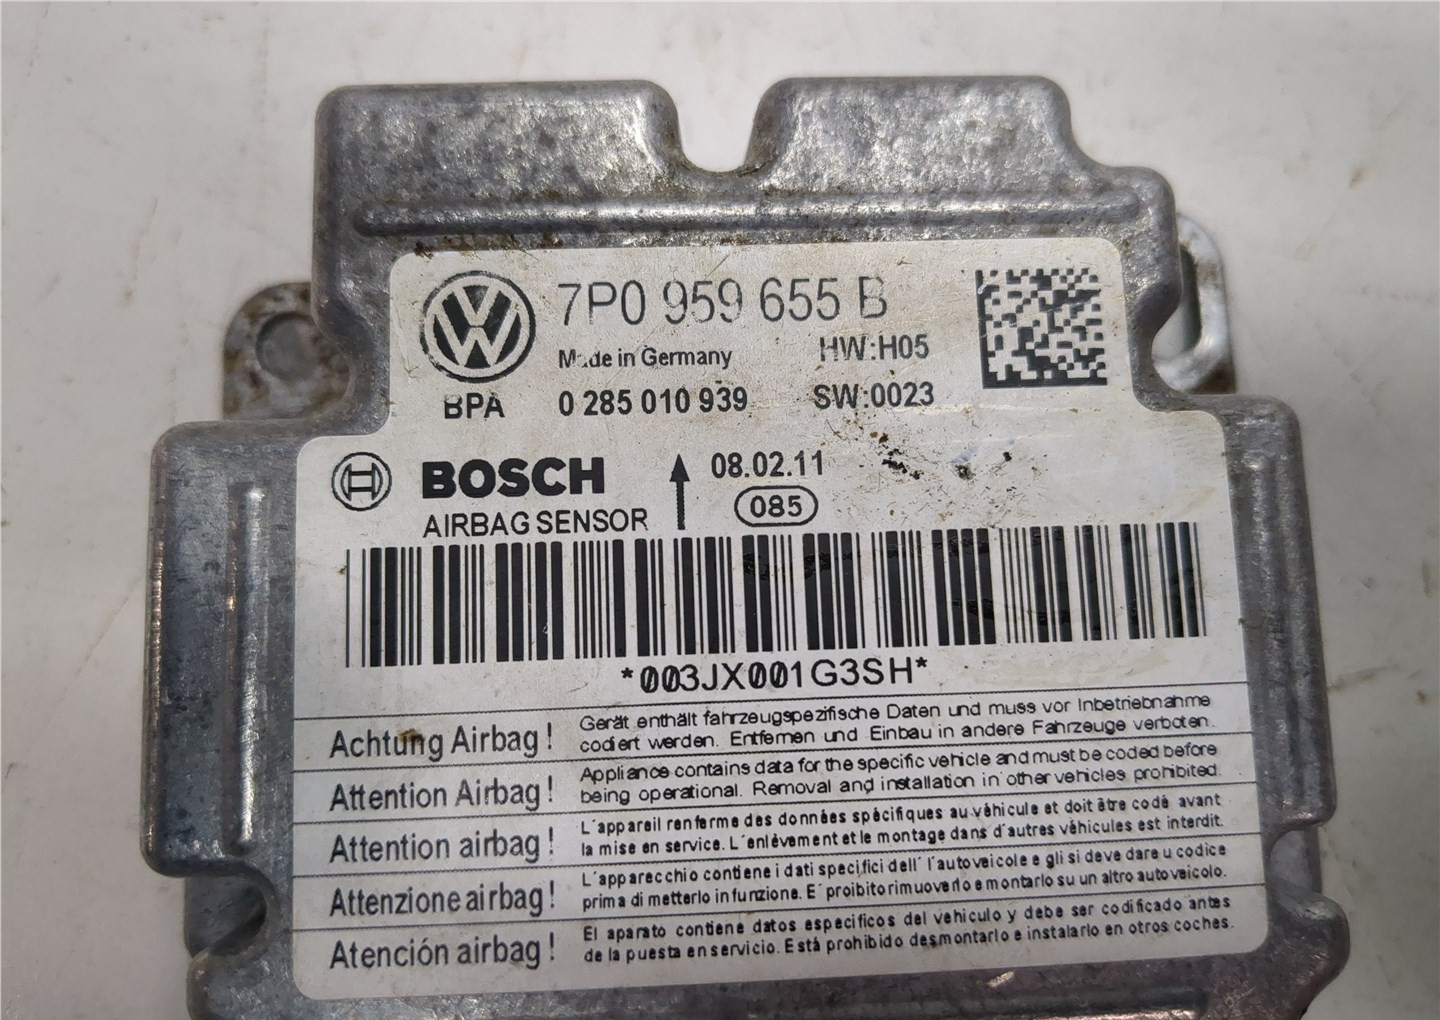 7P0 959 655 B
Made in Germany HW:H05
BPA 0 285 010 939 SW:0023
BOSCH 08.02.11
AIRBAG SENSOR 085
*003JX001G3SH*
Achtung Airbag! Gerät enthält fahrzeugspezifische Daten und muss vor Inbetriebnahme
codiert werden. Entfernen und Einbau in andere Fahrzeuge verboten.
Attention Airbag! Appliance contains data for the specific vehicle and must be coded before
being operational. Removal and installation in other vehicles prohibited.
Attention airbag! L'appareil renferme des données spécifiques au véhicule et doit être codé avant
la mise en service. L'enlèvement et le montage dans d'autres véhicules est interdit.
Attenzione airbag! L'apparecchio contiene i dati specifici dell' l'autoveicolo e gli si deve dare u codice
prima di metterlo in funzione. E' proibito rimuoverlo e montarlo su un altro autoveicolo.
Atención airbag! El aparato contiene datos específicos del vehículo y debe ser codificado antes
de la puesta en servicio. Está prohibido desmontarlo e instalarlo en otros coches.